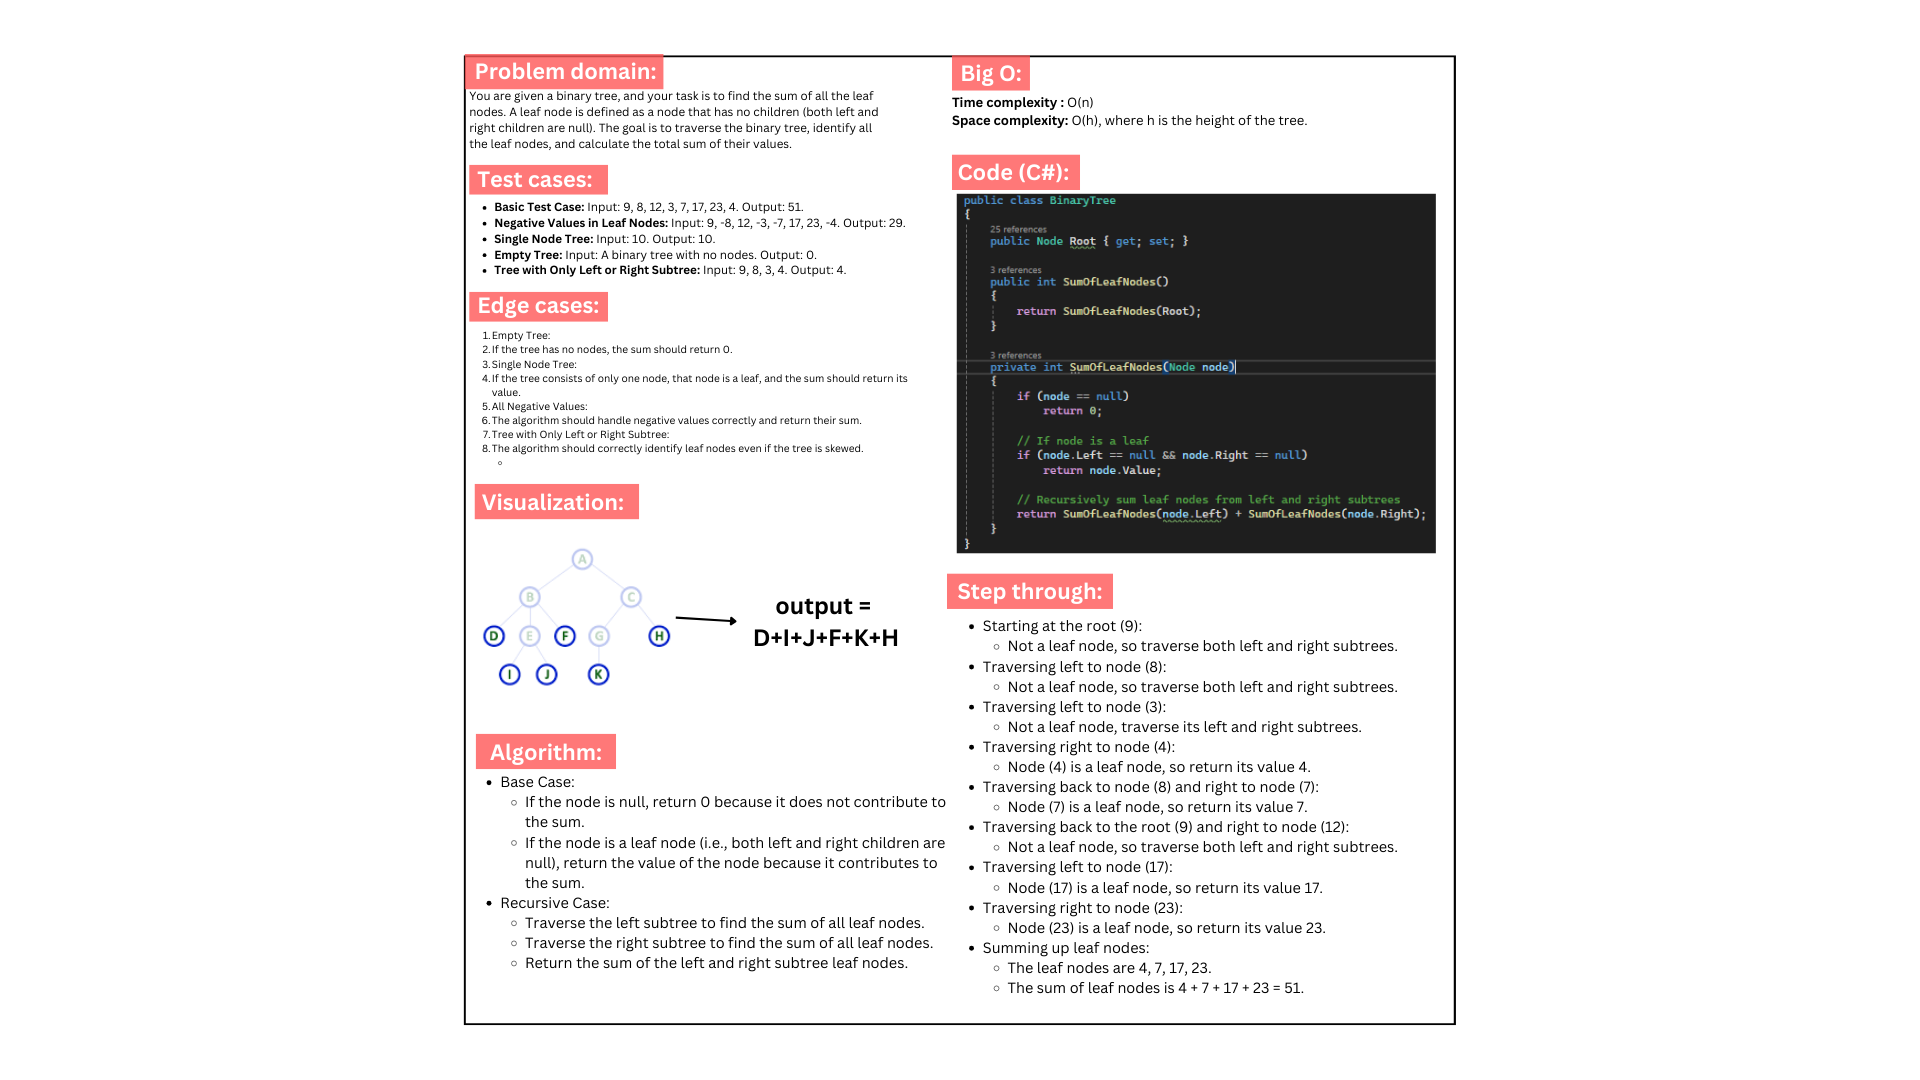 Problem domain:
You are given a binary tree, and your task is to find the sum of all the leaf
nodes. A leaf node is defined as a node that has no children (both left and
right children are null). The goal is to traverse the binary tree, identify all
the leaf nodes, and calculate the total sum of their values.
Test cases:
• Basic Test Case: Input: 9, 8, 12, 3, 7, 17, 23, 4. Output: 51.
• Negative Values in Leaf Nodes: Input: 9, -8, 12, -3, -7, 17, 23, -4. Output: 29.
• Single Node Tree: Input: 10. Output: 10.
• Empty Tree: Input: A binary tree with no nodes. Output: 0.
• Tree with Only Left or Right Subtree: Input: 9, 8, 3, 4. Output: 4.
Edge cases:
1. Empty Tree:
2. If the tree has no nodes, the sum should return 0.
3. Single Node Tree:
4. If the tree consists of only one node, that node is a leaf, and the sum should return its
value.
5. All Negative Values:
6. The algorithm should handle negative values correctly and return their sum.
7. Tree with Only Left or Right Subtree:
8. The algorithm should correctly identify leaf nodes even if the tree is skewed.
Visualization:
A
B C
D E F G H
I J K
output =
D+I+J+F+K+H
Algorithm:
• Base Case:
◦ If the node is null, return 0 because it does not contribute to
the sum.
◦ If the node is a leaf node (i.e., both left and right children are
null), return the value of the node because it contributes to
the sum.
• Recursive Case:
◦ Traverse the left subtree to find the sum of all leaf nodes.
◦ Traverse the right subtree to find the sum of all leaf nodes.
◦ Return the sum of the left and right subtree leaf nodes.
Big O:
Time complexity : O(n)
Space complexity: O(h), where h is the height of the tree.
Code (C#):
public class BinaryTree
{
25 references
public Node Root { get; set; }
3 references
public int SumOfLeafNodes()
{
return SumOfLeafNodes(Root);
}
3 references
private int SumOfLeafNodes(Node node)
{
if (node == null)
return 0;
// If node is a leaf
if (node.Left == null && node.Right == null)
return node.Value;
// Recursively sum leaf nodes from left and right subtrees
return SumOfLeafNodes(node.Left) + SumOfLeafNodes(node.Right);
}
}
Step through:
• Starting at the root (9):
◦ Not a leaf node, so traverse both left and right subtrees.
• Traversing left to node (8):
◦ Not a leaf node, so traverse both left and right subtrees.
• Traversing left to node (3):
◦ Not a leaf node, traverse its left and right subtrees.
• Traversing right to node (4):
◦ Node (4) is a leaf node, so return its value 4.
• Traversing back to node (8) and right to node (7):
◦ Node (7) is a leaf node, so return its value 7.
• Traversing back to the root (9) and right to node (12):
◦ Not a leaf node, so traverse both left and right subtrees.
• Traversing left to node (17):
◦ Node (17) is a leaf node, so return its value 17.
• Traversing right to node (23):
◦ Node (23) is a leaf node, so return its value 23.
• Summing up leaf nodes:
◦ The leaf nodes are 4, 7, 17, 23.
◦ The sum of leaf nodes is 4 + 7 + 17 + 23 = 51.